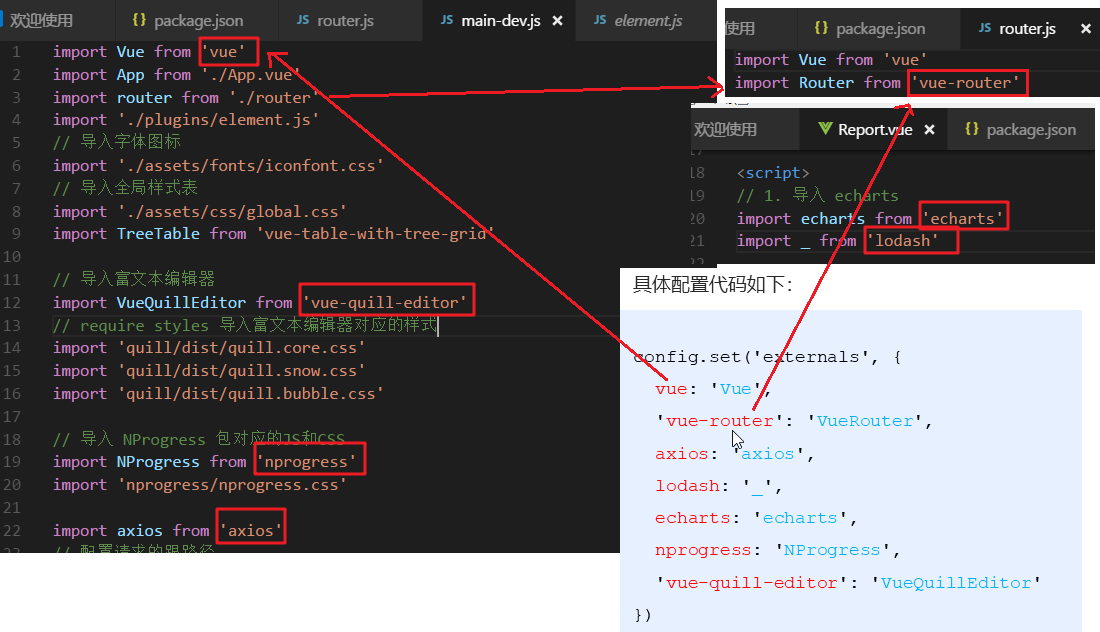 欢迎使用 {} package.json JS router.js JS main-dev.js × JS element.js
1 import Vue from 'vue'
2 import App from './App.vue'
3 import router from './router'
4 import './plugins/element.js'
5 // 导入字体图标
6 import './assets/fonts/iconfont.css'
7 // 导入全局样式表
8 import './assets/css/global.css'
9 import TreeTable from 'vue-table-with-tree-grid'
10
11 // 导入富文本编辑器
12 import VueQuillEditor from 'vue-quill-editor'
13 // require styles 导入富文本编辑器对应的样式
14 import 'quill/dist/quill.core.css'
15 import 'quill/dist/quill.snow.css'
16 import 'quill/dist/quill.bubble.css'
17
18 // 导入 NProgress 包对应的JS和CSS
19 import NProgress from 'nprogress'
20 import 'nprogress/nprogress.css'
21
22 import axios from 'axios'
23 // 配置请求的跟路径
使用 {} package.json JS router.js ×
import Vue from 'vue'
import Router from 'vue-router'
欢迎使用 Report.vue × {} package.json
18 <script>
19 // 1. 导入 echarts
20 import echarts from 'echarts'
21 import _ from 'lodash'
22
具体配置代码如下:
config.set('externals', {
vue: 'Vue',
'vue-router': 'VueRouter',
axios: 'axios',
lodash: '_',
echarts: 'echarts',
nprogress: 'NProgress',
'vue-quill-editor': 'VueQuillEditor'
})